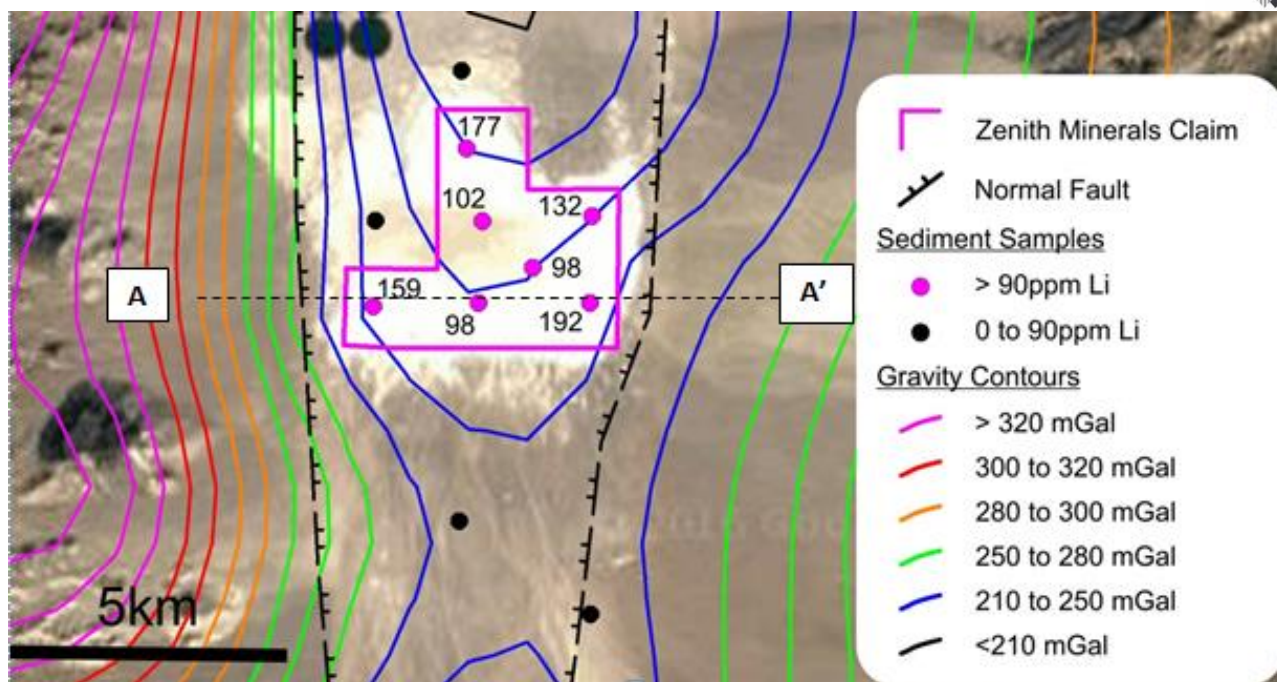 177
Zenith Minerals Claim
Normal Fault
102
132
Sediment Samples
98
> 90ppm Li
A
159
A'
0 to 90ppm Li
98
192
Gravity Contours
> 320 mGal
300 to 320 mGal
280 to 300 mGal
250 to 280 mGal
5km
210 to 250 mGal
<210 mGal